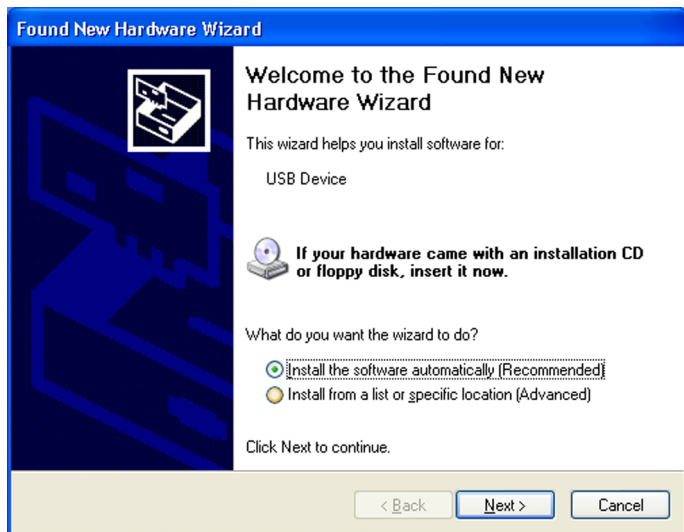 Found New Hardware Wizard
Welcome to the Found New
Hardware Wizard
This wizard helps you install software for:
USB Device
If your hardware came with an installation CD
or floppy disk, insert it now.
What do you want the wizard to do?
Install the software automatically (Recommended)
Install from a list or specific location (Advanced)
Click Next to continue.
< Back Next > Cancel